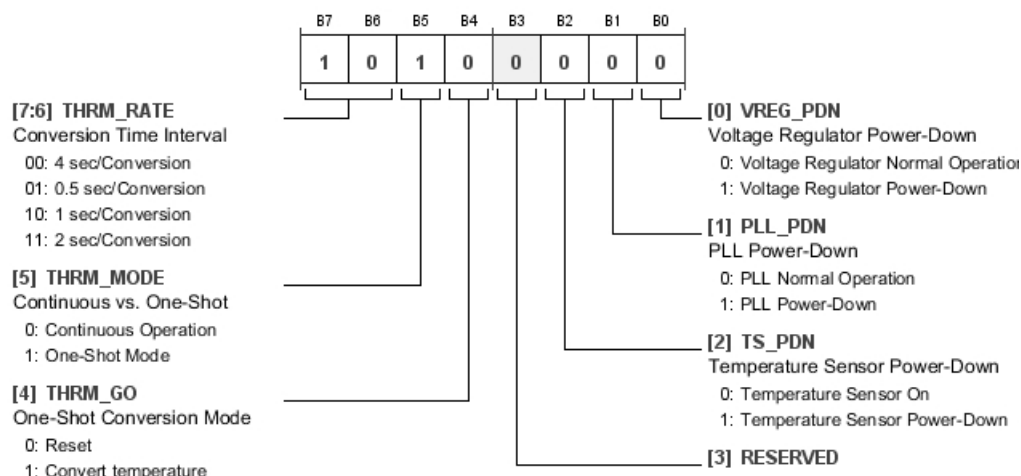 B7 B6 B5 B4 B3 B2 B1 B0
1 0 1 0 0 0 0 0
[7:6] THRM_RATE
Conversion Time Interval
00: 4 sec/Conversion
01: 0.5 sec/Conversion
10: 1 sec/Conversion
11: 2 sec/Conversion
[5] THRM_MODE
Continuous vs. One-Shot
0: Continuous Operation
1: One-Shot Mode
[4] THRM_GO
One-Shot Conversion Mode
0: Reset
1: Convert temperature
[0] VREG_PDN
Voltage Regulator Power-Down
0: Voltage Regulator Normal Operation
1: Voltage Regulator Power-Down
[1] PLL_PDN
PLL Power-Down
0: PLL Normal Operation
1: PLL Power-Down
[2] TS_PDN
Temperature Sensor Power-Down
0: Temperature Sensor On
1: Temperature Sensor Power-Down
[3] RESERVED